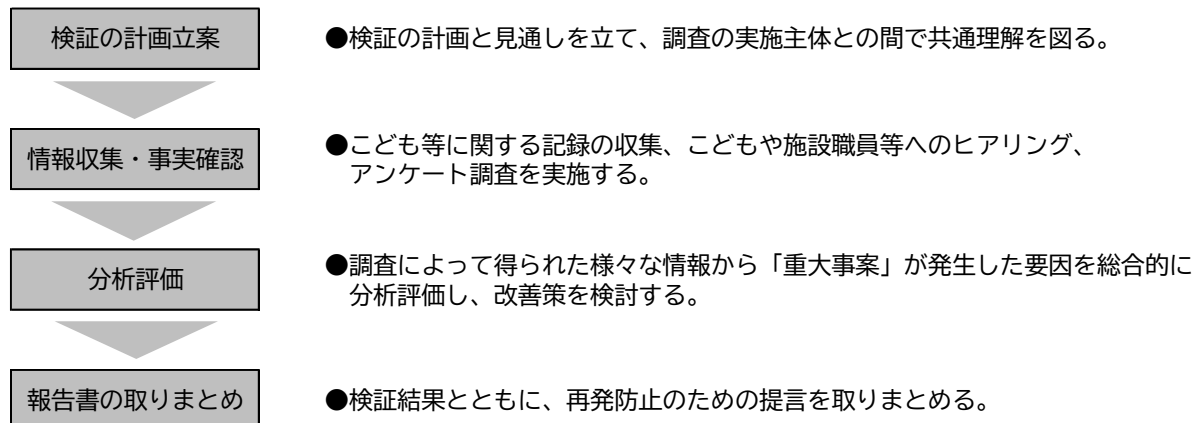 検証の計画立案
●検証の計画と見通しを立て、調査の実施主体との間で共通理解を図る。
情報収集・事実確認
●こども等に関する記録の収集、こどもや施設職員等へのヒアリング、
アンケート調査を実施する。
分析評価
●調査によって得られた様々な情報から「重大事案」が発生した要因を総合的に
分析評価し、改善策を検討する。
報告書の取りまとめ
●検証結果とともに、再発防止のための提言を取りまとめる。